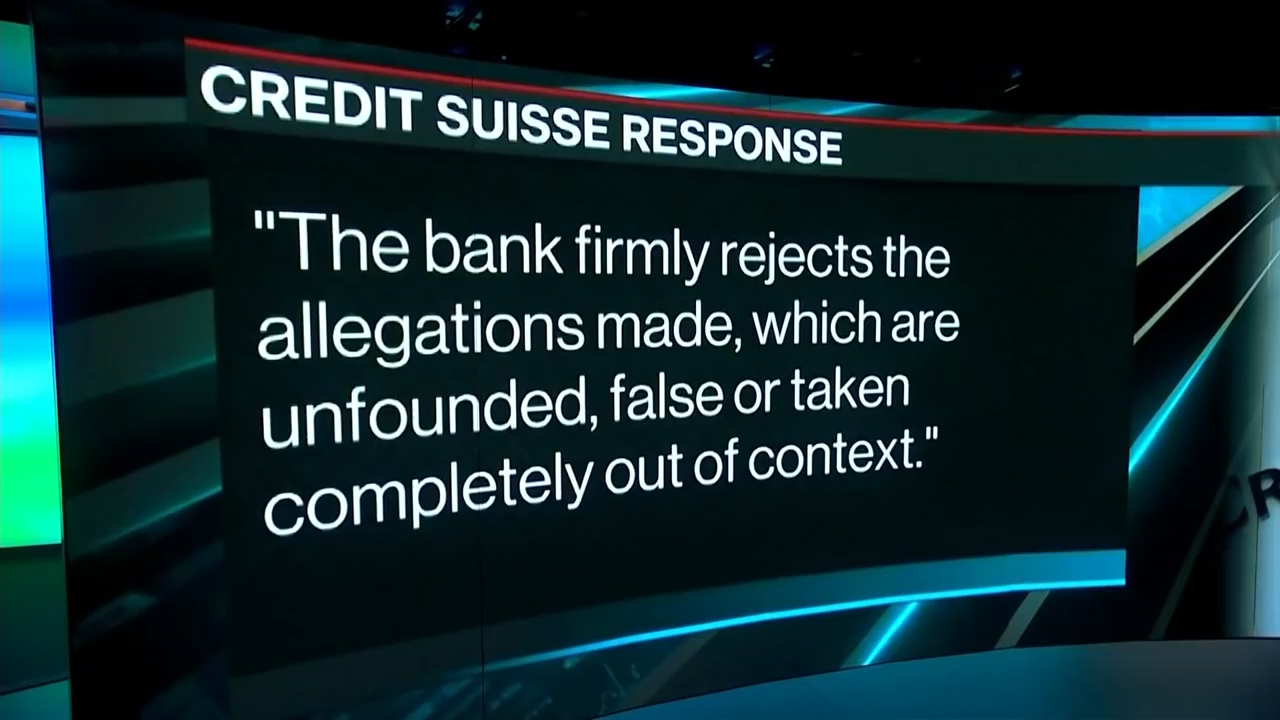 CREDIT SUISSE RESPONSE
"The bank firmly rejects the
allegations made, which are
unfounded, false or taken
completely out of context."
CR